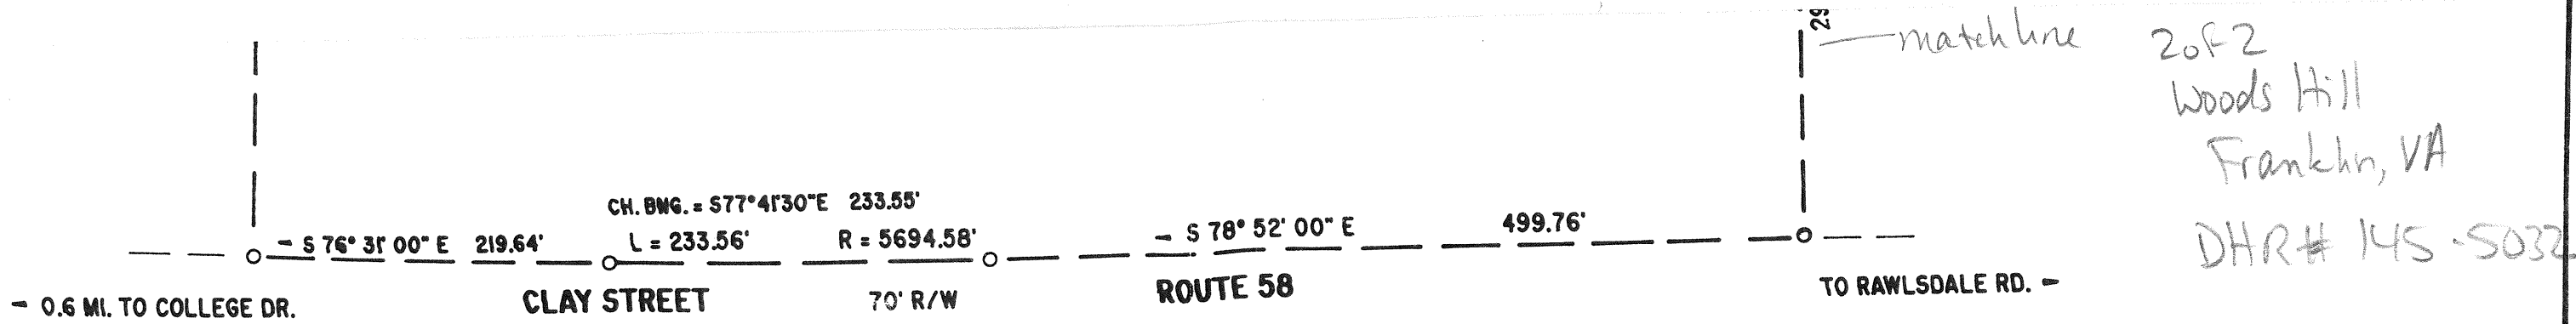 29
matchline
2 of 2
Woods Hill
Franklin, VA
DHR# 145-5032
CH. BNG. = S77°41'30"E 233.55'
– S 76° 31' 00" E 219.64'
L = 233.56'
R = 5694.58'
– S 78° 52' 00" E
499.76'
– 0.6 MI. TO COLLEGE DR.
CLAY STREET
70' R/W
ROUTE 58
TO RAWLSDALE RD. –